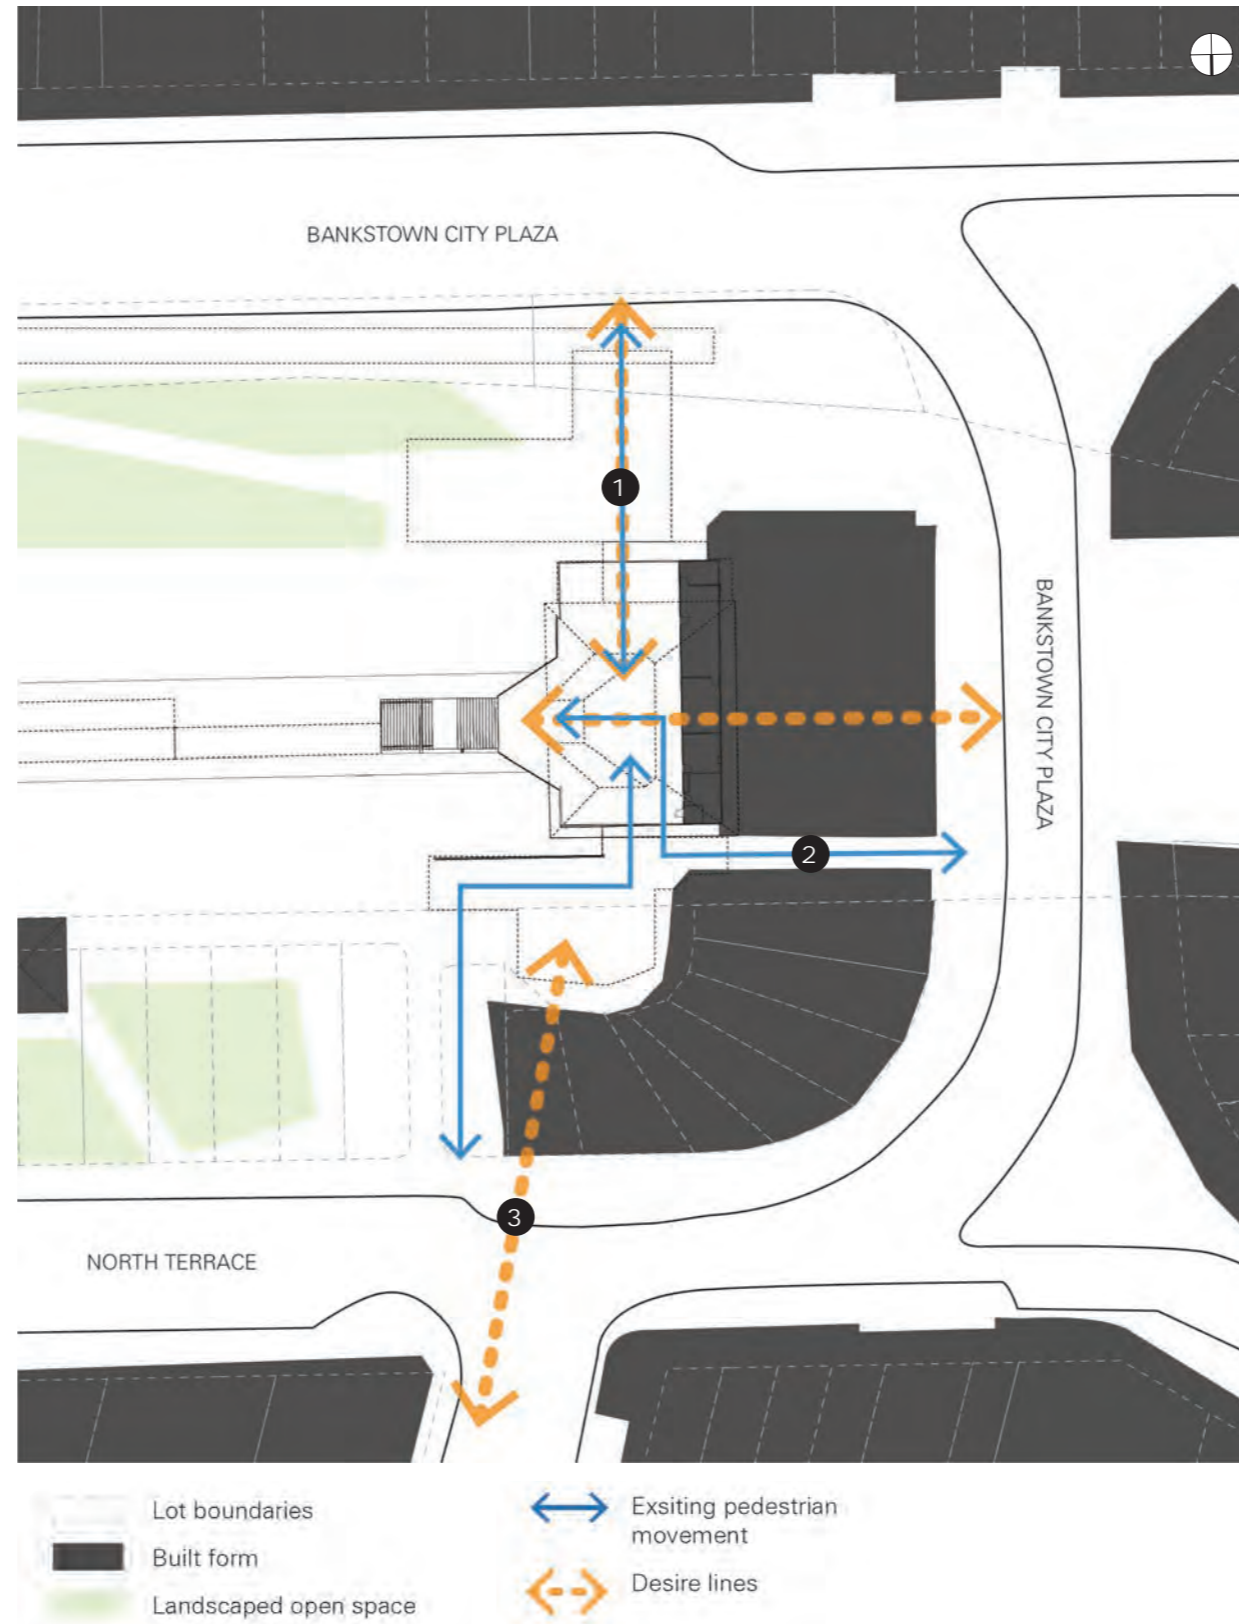 BANKSTOWN CITY PLAZA
1
BANKSTOWN CITY PLAZA
2
3
NORTH TERRACE
Lot boundaries
Built form
Landscaped open space
Exsiting pedestrian
movement
Desire lines